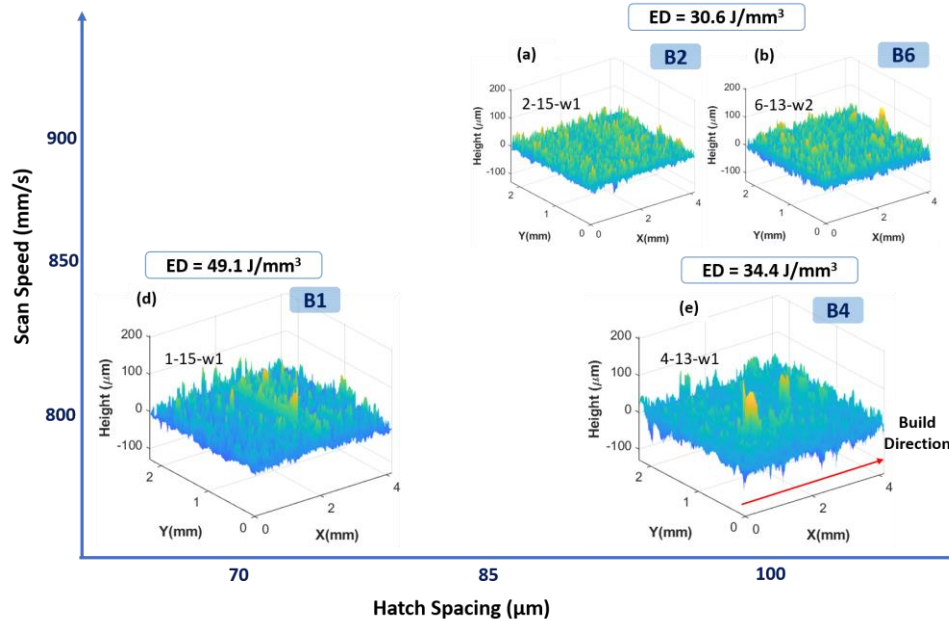 ED = 30.6 J/mm³
(a)
B2
(b)
B6
200
100
0
-100
Height (μm)
2-15-w1
2
1
0
Y(mm)
0
2
4
X(mm)
200
100
0
-100
Height (μm)
6-13-w2
2
1
0
Y(mm)
0
2
4
X(mm)
Scan Speed (mm/s)
900
850
800
ED = 49.1 J/mm³
(d)
B1
200
100
0
-100
Height (μm)
1-15-w1
2
1
0
Y(mm)
0
2
4
X(mm)
ED = 34.4 J/mm³
(e)
B4
200
100
0
-100
Height (μm)
4-13-w1
Build
Direction
2
1
0
Y(mm)
0
2
4
X(mm)
70
85
100
Hatch Spacing (μm)